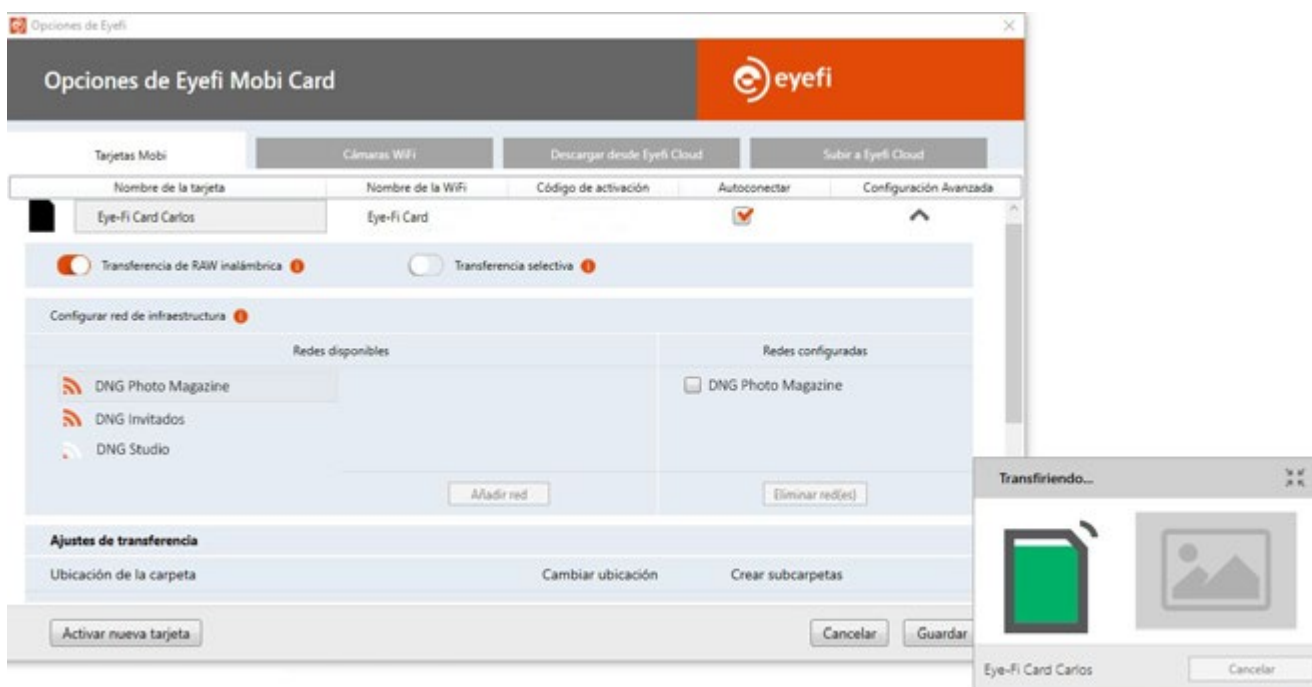 Opciones de Eyefi
Opciones de Eyefi Mobi Card
eyefi
Tarjetas Mobi Cámaras WiFi Descargar desde Eyefi Cloud Subir a Eyefi Cloud
Nombre de la tarjeta Nombre de la WiFi Código de activación Autoconectar Configuración Avanzada
Eye-Fi Card Carlos Eye-Fi Card
Transferencia de RAW inalámbrica Transferencia selectiva
Configurar red de infraestructura
Redes disponibles Redes configuradas
DNG Photo Magazine DNG Photo Magazine
DNG Invitados
DNG Studio
Añadir red Eliminar red(es)
Ajustes de transferencia
Ubicación de la carpeta Cambiar ubicación Crear subcarpetas
Activar nueva tarjeta Cancelar Guardar
Transfiriendo...
Eye-Fi Card Carlos Cancelar